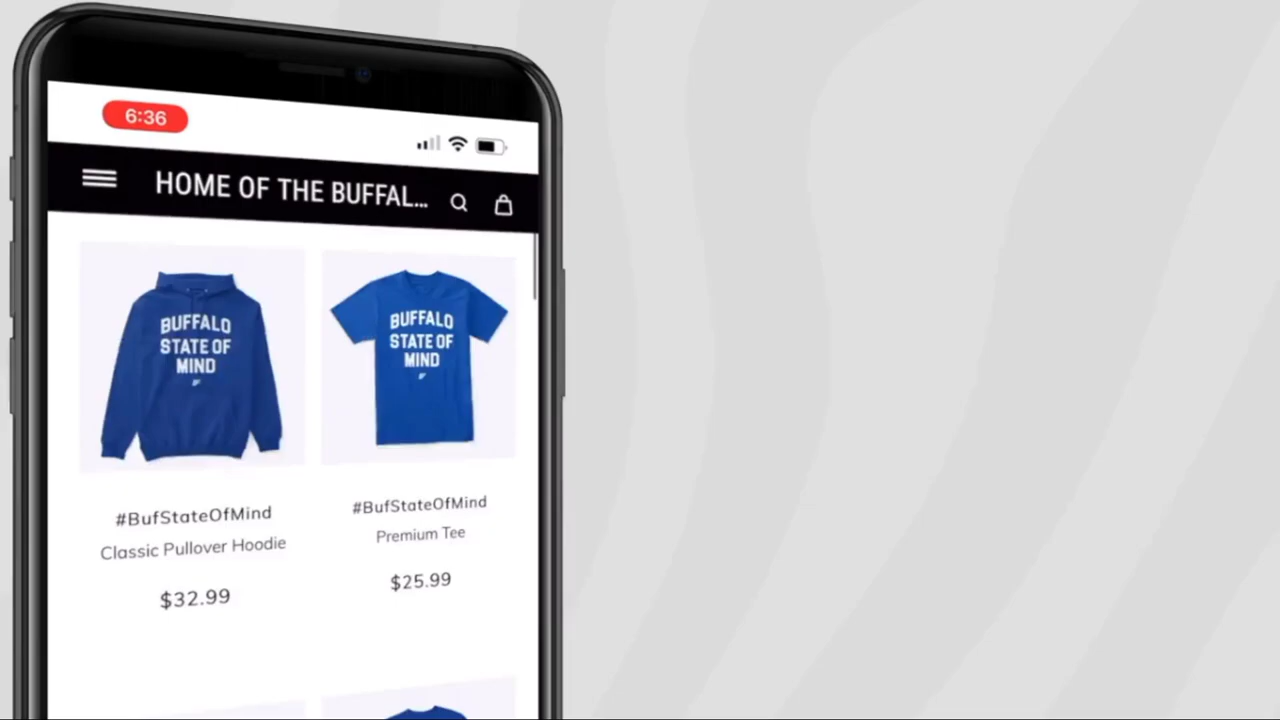 6:36
HOME OF THE BUFFAL...
BUFFALO
STATE OF
MIND
BUFFALO
STATE OF
MIND
#BufStateOfMind
Classic Pullover Hoodie
$32.99
#BufStateOfMind
Premium Tee
$25.99